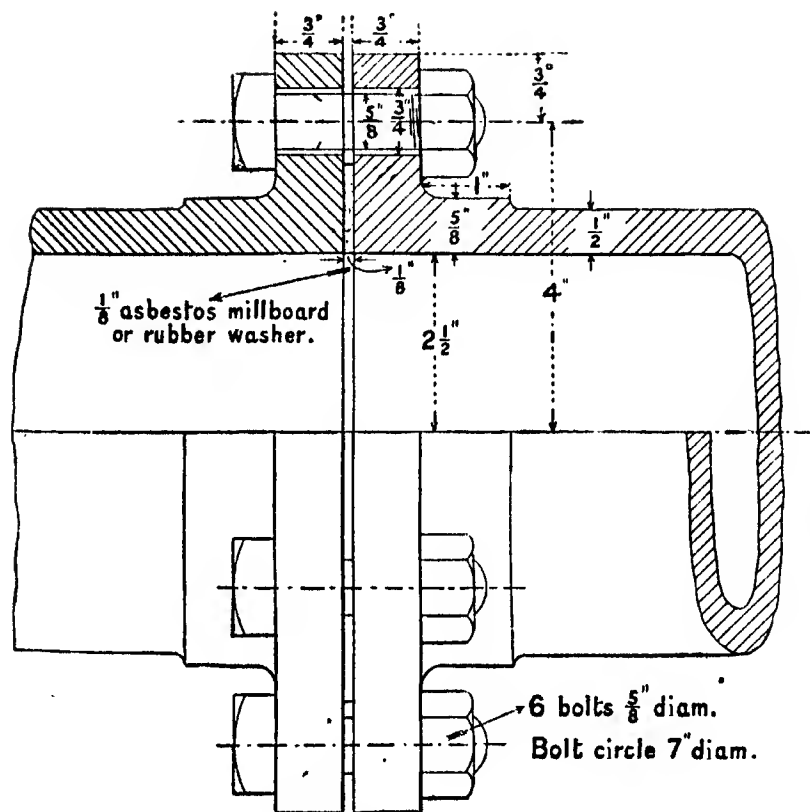 3/4" 3/4"
3/4"
5/8" 3/4"
1"
5/8" 1/2"
1/8"
4"
1/8" asbestos millboard
or rubber washer.
2 1/2"
6 bolts 5/8" diam.
Bolt circle 7" diam.